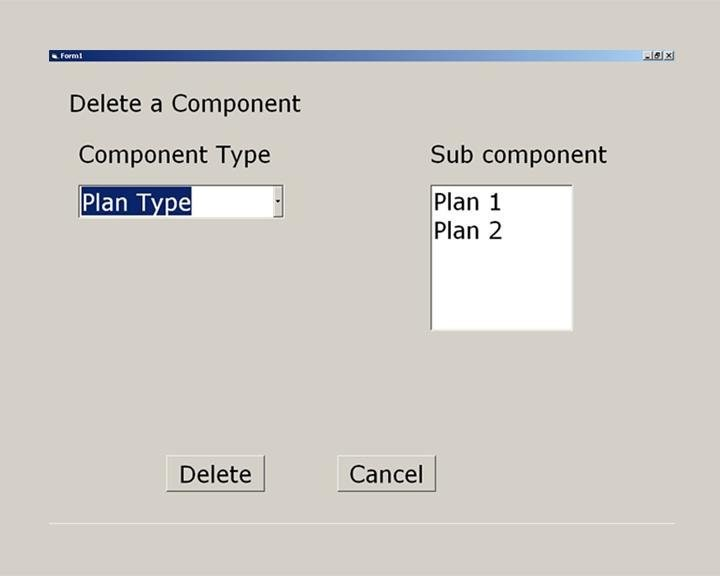 Form1
Delete a Component
Component Type
Sub component
Plan Type
Plan 1
Plan 2
Delete
Cancel